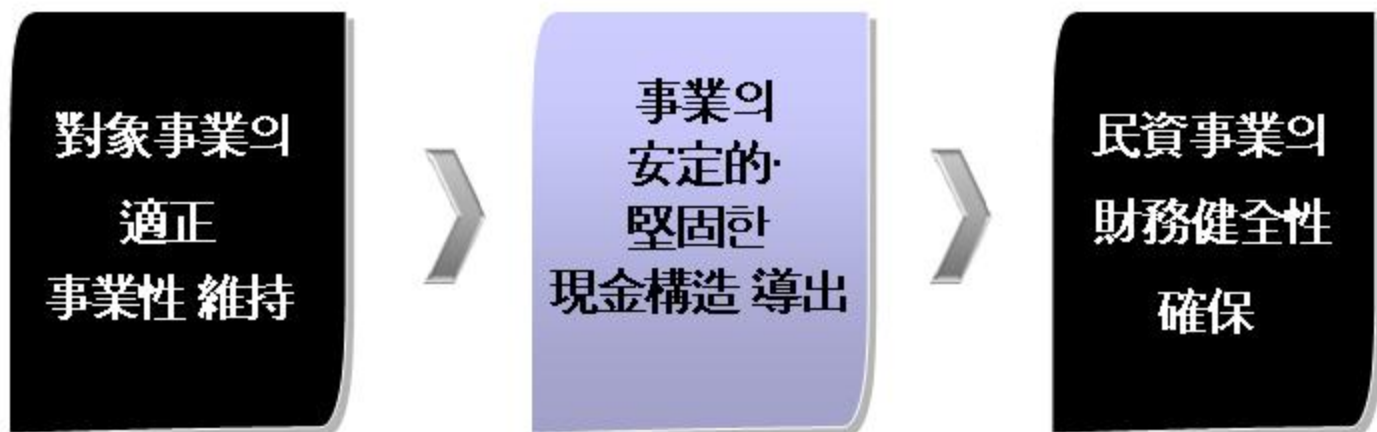 對象事業의
適正
事業性 維持
事業의
安定的·
堅固한
現金構造 導出
民資事業의
財務健全性
確保